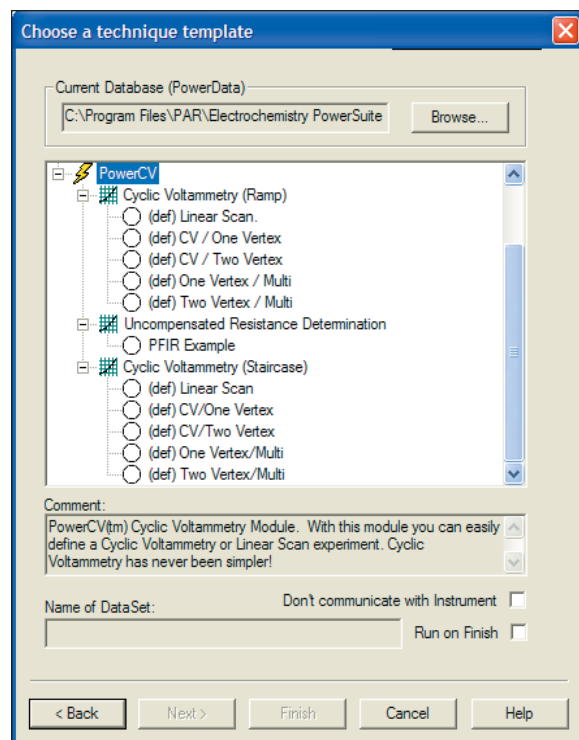 Choose a technique template
Current Database (PowerData)
C:\Program Files\PAR\Electrochemistry PowerSuite
Browse...
PowerCV
Cyclic Voltammetry (Ramp)
(def) Linear Scan.
(def) CV / One Vertex
(def) CV / Two Vertex
(def) One Vertex / Multi
(def) Two Vertex / Multi
Uncompensated Resistance Determination
PFIR Example
Cyclic Voltammetry (Staircase)
(def) Linear Scan
(def) CV/One Vertex
(def) CV/Two Vertex
(def) One Vertex/Multi
(def) Two Vertex/Multi
Comment:
PowerCV(tm) Cyclic Voltammetry Module. With this module you can easily
define a Cyclic Voltammetry or Linear Scan experiment. Cyclic
Voltammetry has never been simpler!
Name of DataSet:
Don't communicate with Instrument
Run on Finish
< Back
Next >
Finish
Cancel
Help